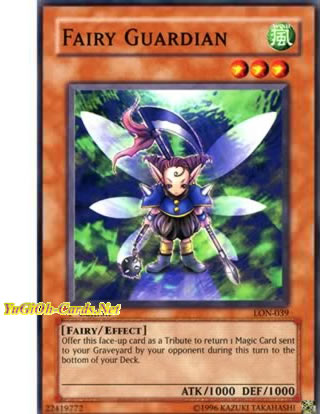 FAIRY GUARDIAN
風
LON-039
YuGiOh-Cards.Net
[FAIRY/EFFECT]
Offer this face-up card as a Tribute to return 1 Magic Card sent
to your Graveyard by your opponent during this turn to the
bottom of your Deck.
ATK/1000 DEF/1000
22419772
©1996 KAZUKI TAKAHASHI